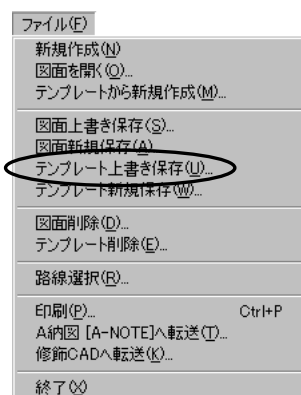 ファイル(F)
新規作成(N)
図面を開く(O)...
テンプレートから新規作成(M)...
図面上書き保存(S)...
図面新規保存(A)...
テンプレート上書き保存(U)...
テンプレート新規保存(W)...
図面削除(D)...
テンプレート削除(E)...
路線選択(R)...
印刷(P)... Ctrl+P
A納図 [A-NOTE]へ転送(T)...
修飾CADへ転送(K)...
終了(X)